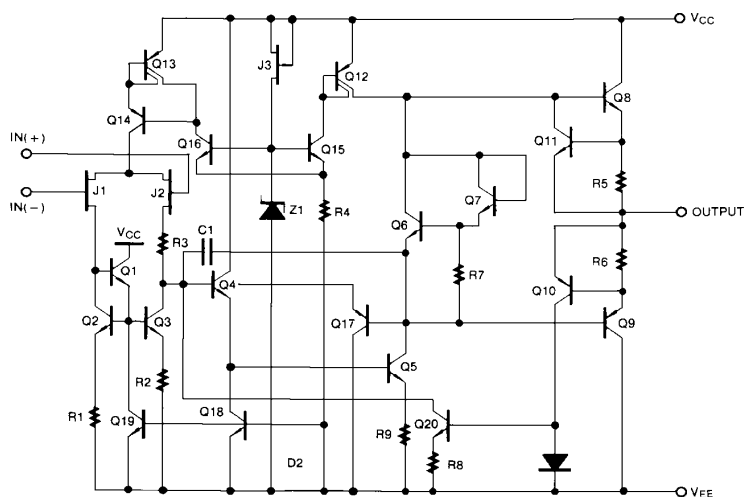 VCC
Q13
J3
Q12
Q8
Q14
Q16
Q15
Q11
IN(+)
J1
J2
IN(−)
Z1
R4
Q7
R5
OUTPUT
Q6
VCC
R3
C1
R7
R6
Q1
Q4
Q10
Q2
Q3
Q17
Q9
R2
Q5
R1
Q19
Q18
R9
Q20
D2
R8
VEE